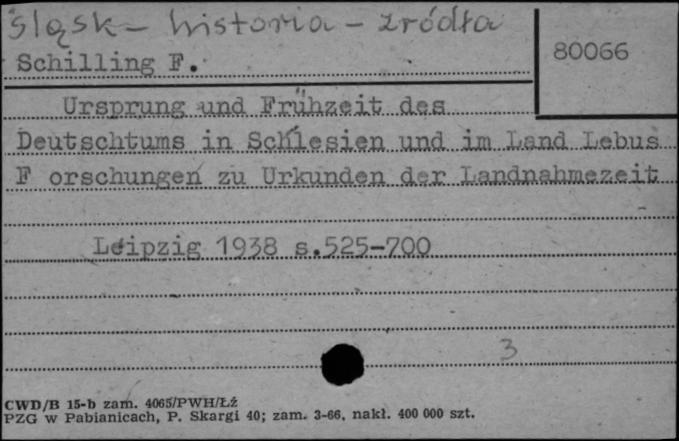 Śląsk - historia - źródła
Schilling F.
80066
Ursprung und Frühzeit des
Deutschtums in Schlesien und im Land Lebus
F orschungen zu Urkunden der Landnahmezeit
Leipzig 1938 s.525-700
3
CWD/B 15-b zam. 4065/PWH/Łź
PZG w Pabianicach, P. Skargi 40; zam. 3-66, nakł. 400 000 szt.